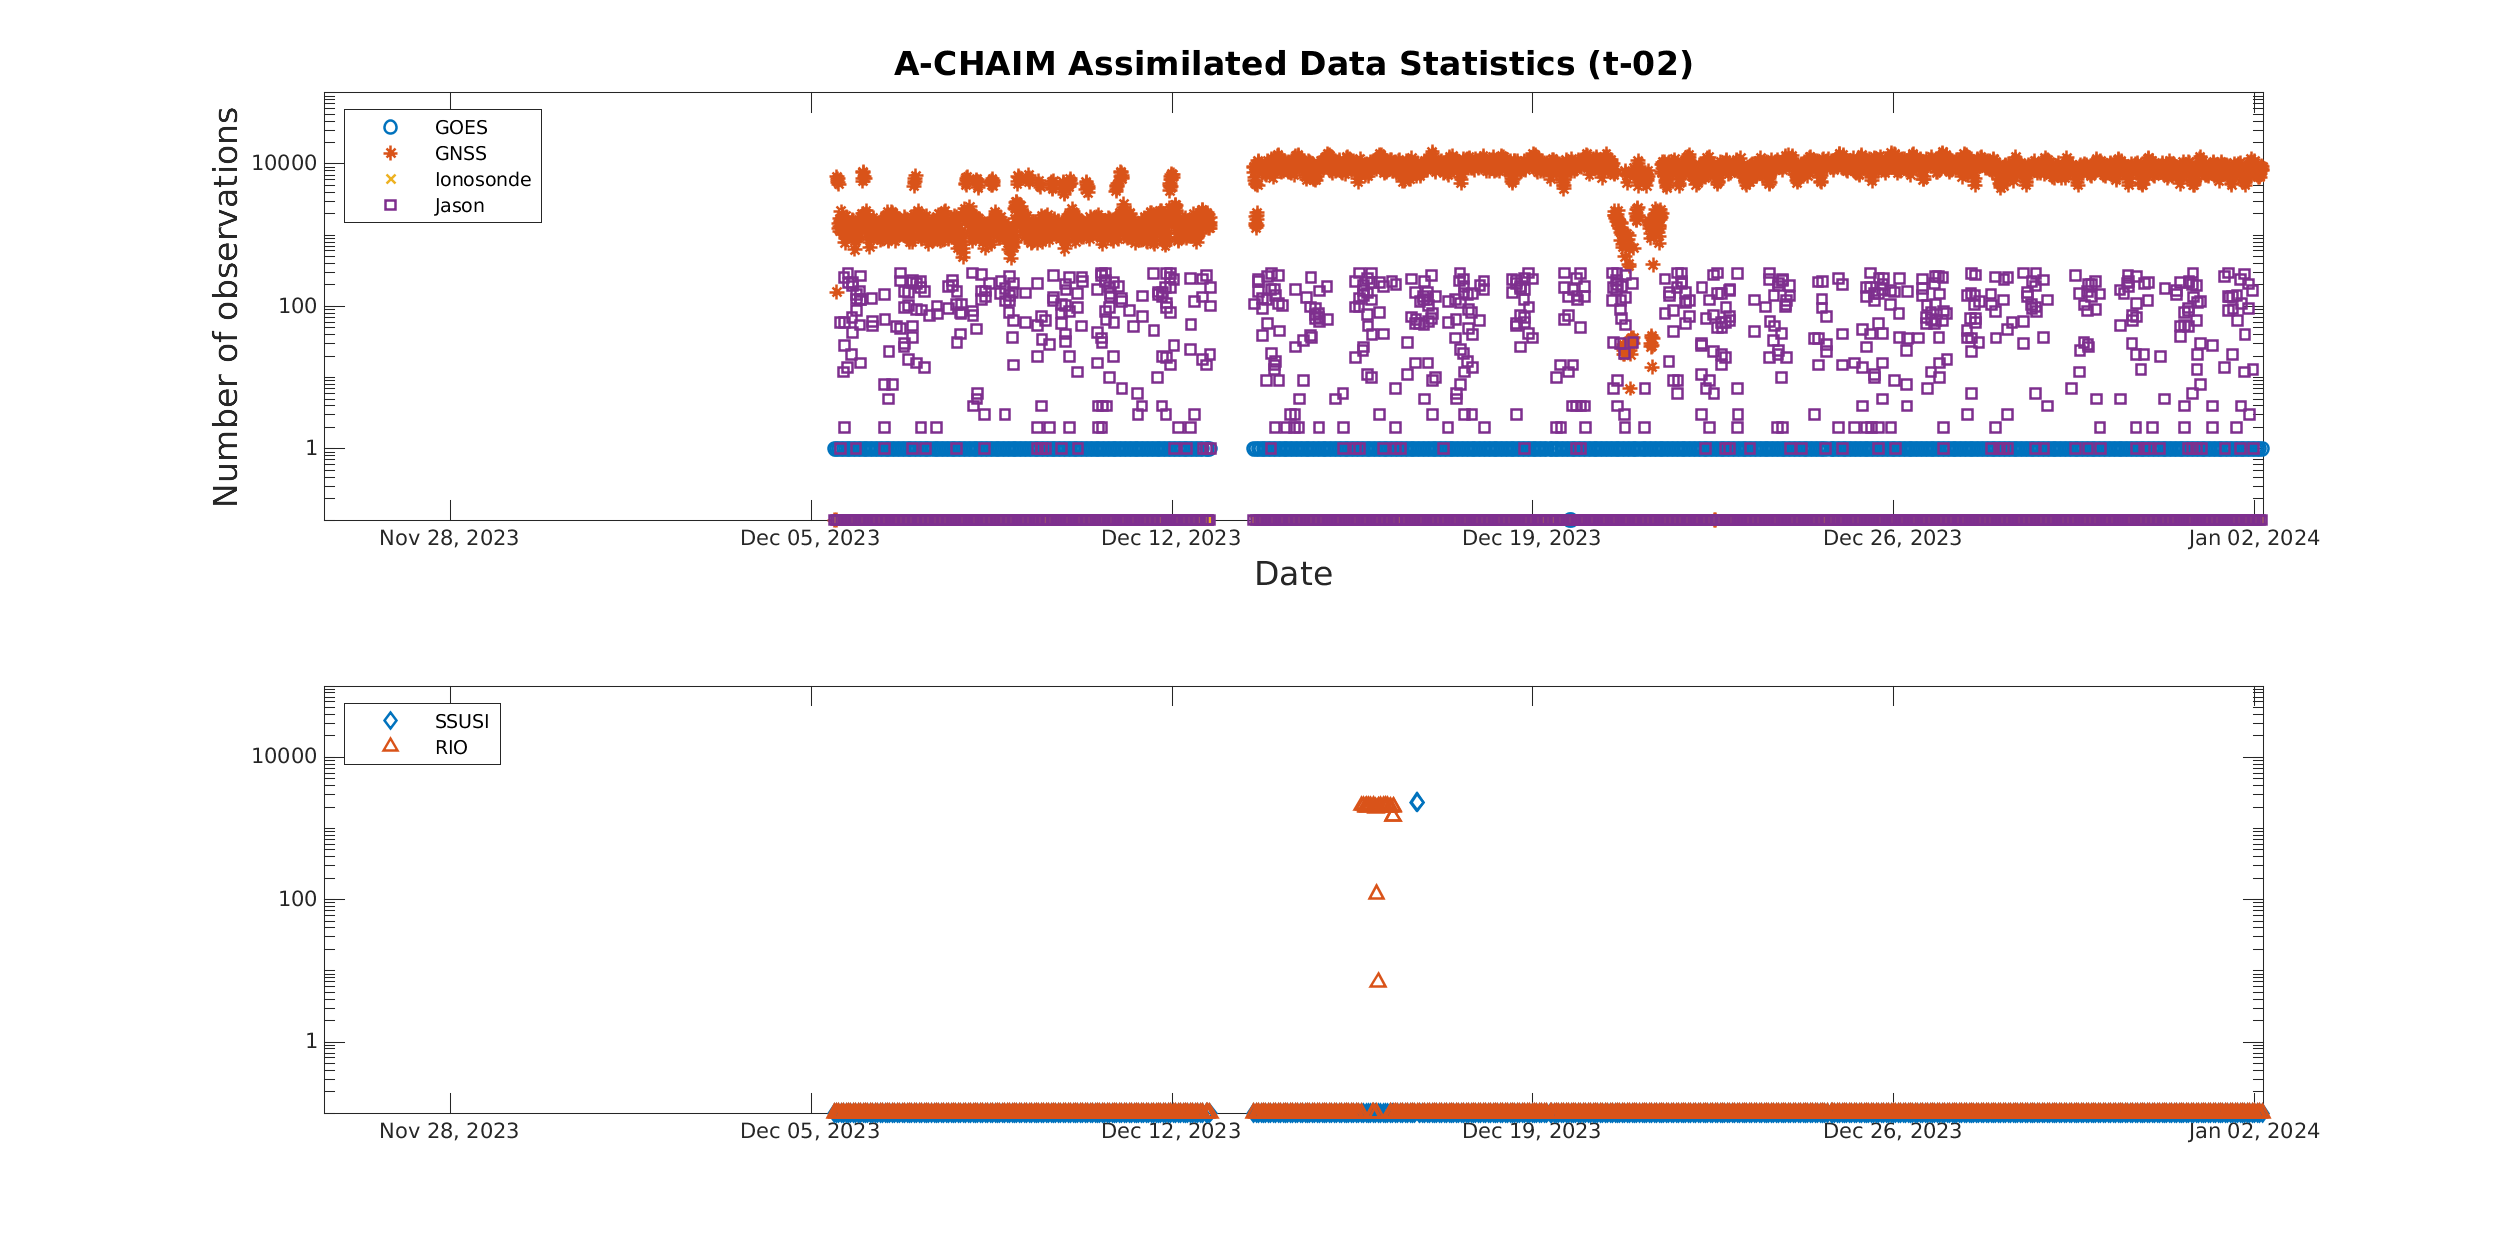 A-CHAIM Assimilated Data Statistics (t-02)
Number of observations
GOES
GNSS
Ionosonde
Jason
10000
100
1
Nov 28, 2023 Dec 05, 2023 Dec 12, 2023 Dec 19, 2023 Dec 26, 2023 Jan 02, 2024
Date
SSUSI
RIO
10000
100
1
Nov 28, 2023 Dec 05, 2023 Dec 12, 2023 Dec 19, 2023 Dec 26, 2023 Jan 02, 2024